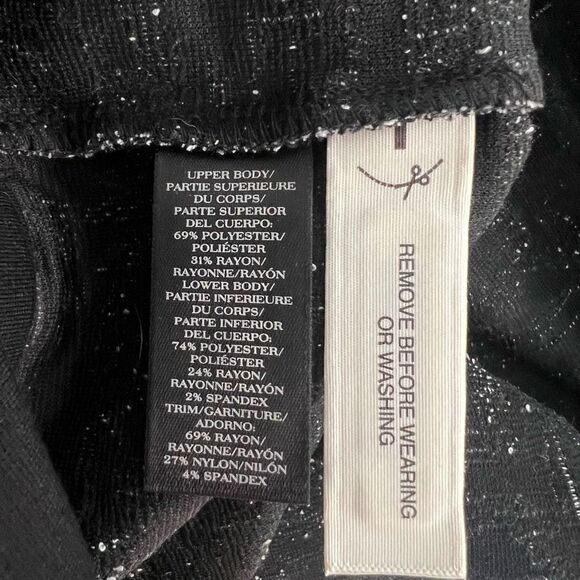 UPPER BODY/
PARTIE SUPERIEURE
DU CORPS/
PARTE SUPERIOR
DEL CUERPO:
69% POLYESTER/
POLIÉSTER
31% RAYON/
RAYONNE/RAYÓN
LOWER BODY/
PARTIE INFERIEURE
DU CORPS/
PARTE INFERIOR
DEL CUERPO:
74% POLYESTER/
POLIÉSTER
24% RAYON/
RAYONNE/RAYÓN
2% SPANDEX
TRIM/GARNITURE/
ADORNO:
69% RAYON/
RAYONNE/RAYÓN
27% NYLON/NILÓN
4% SPANDEX
REMOVE BEFORE WEARING
OR WASHING